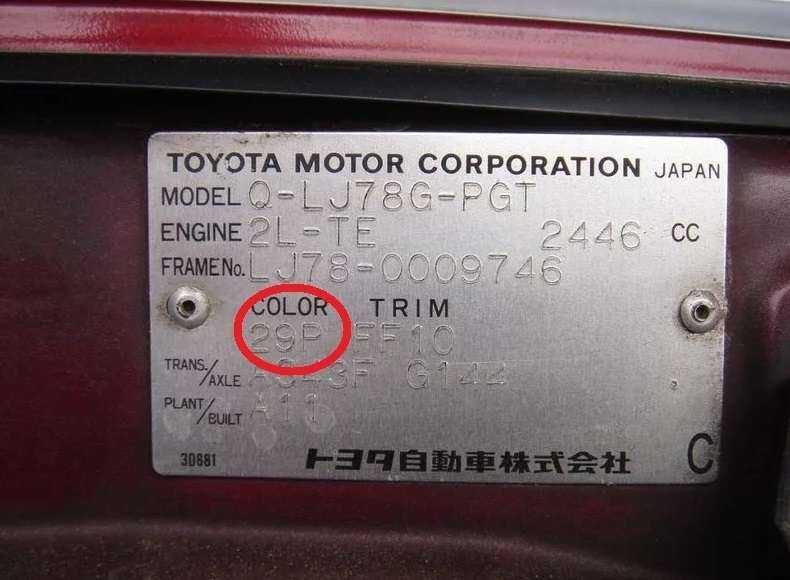 TOYOTA MOTOR CORPORATION JAPAN
MODEL Q-LJ78G-PGT
ENGINE 2L-TE 2446 CC
FRAME No. LJ78-0009746
COLOR TRIM
29P FF10
TRANS./AXLE A343F G144
PLANT/BUILT A11
3D681 トヨタ自動車株式会社 C